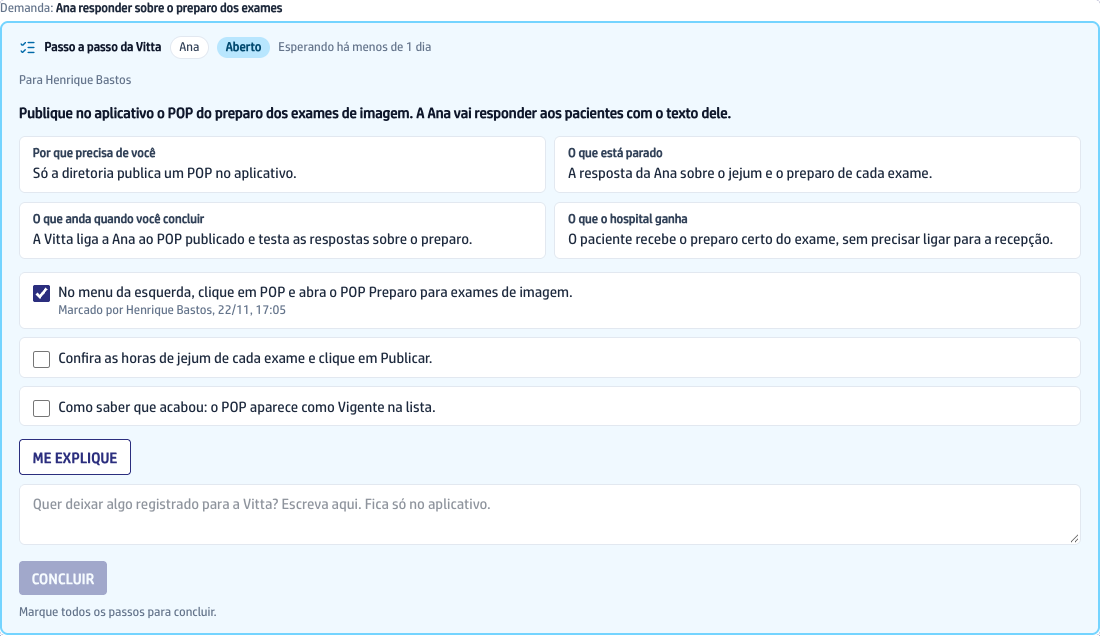 Demanda: Ana responder sobre o preparo dos exames
Passo a passo da Vitta Ana Aberto Esperando há menos de 1 dia
Para Henrique Bastos
Publique no aplicativo o POP do preparo dos exames de imagem. A Ana vai responder aos pacientes com o texto dele.
Por que precisa de você
Só a diretoria publica um POP no aplicativo.
O que está parado
A resposta da Ana sobre o jejum e o preparo de cada exame.
O que anda quando você concluir
A Vitta liga a Ana ao POP publicado e testa as respostas sobre o preparo.
O que o hospital ganha
O paciente recebe o preparo certo do exame, sem precisar ligar para a recepção.
No menu da esquerda, clique em POP e abra o POP Preparo para exames de imagem.
Marcado por Henrique Bastos, 22/11, 17:05
Confira as horas de jejum de cada exame e clique em Publicar.
Como saber que acabou: o POP aparece como Vigente na lista.
ME EXPLIQUE
Quer deixar algo registrado para a Vitta? Escreva aqui. Fica só no aplicativo.
CONCLUIR
Marque todos os passos para concluir.